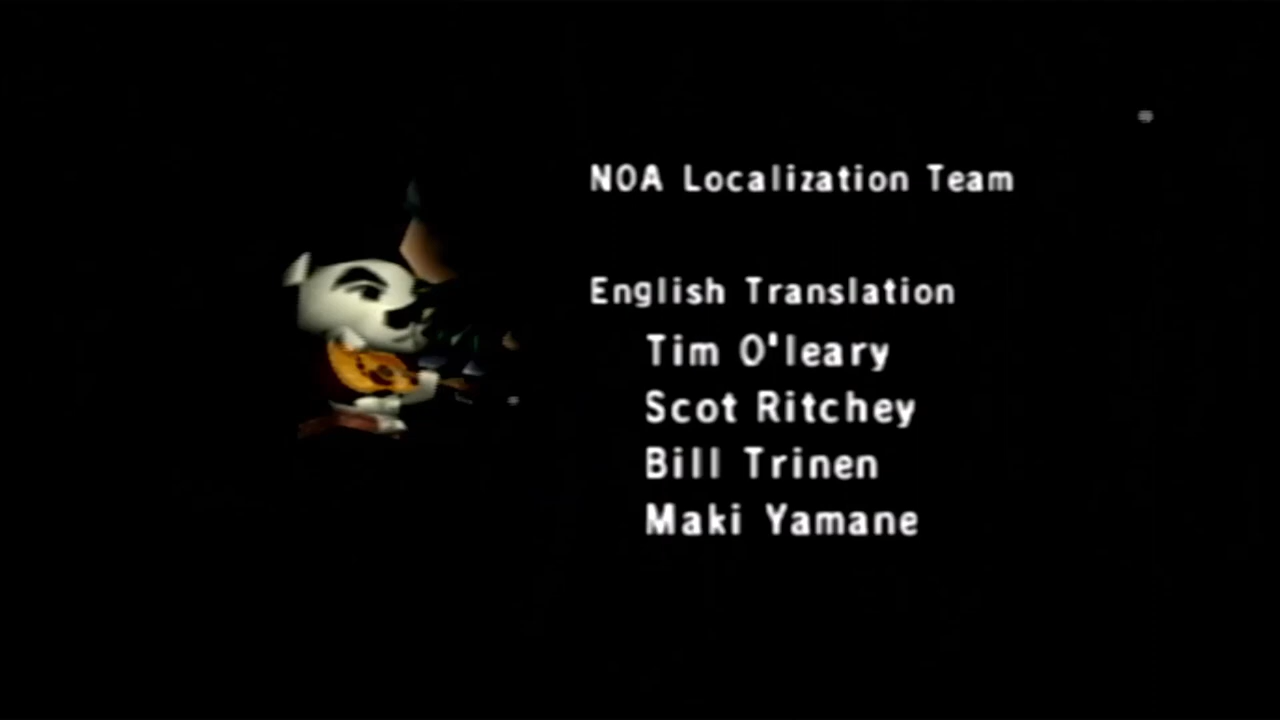 NOA Localization Team
English Translation
Tim O'leary
Scot Ritchey
Bill Trinen
Maki Yamane